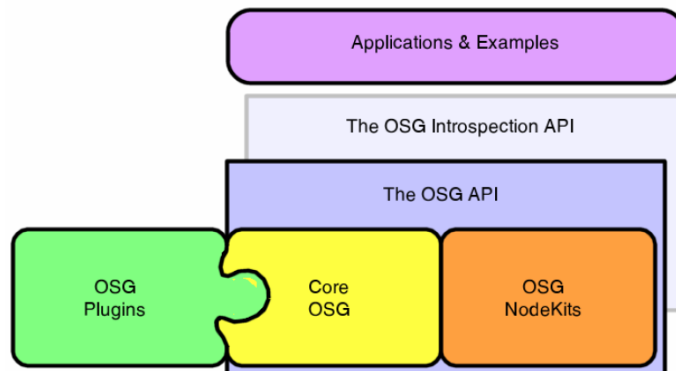 Applications & Examples
The OSG Introspection API
The OSG API
OSG
Plugins
Core
OSG
OSG
NodeKits